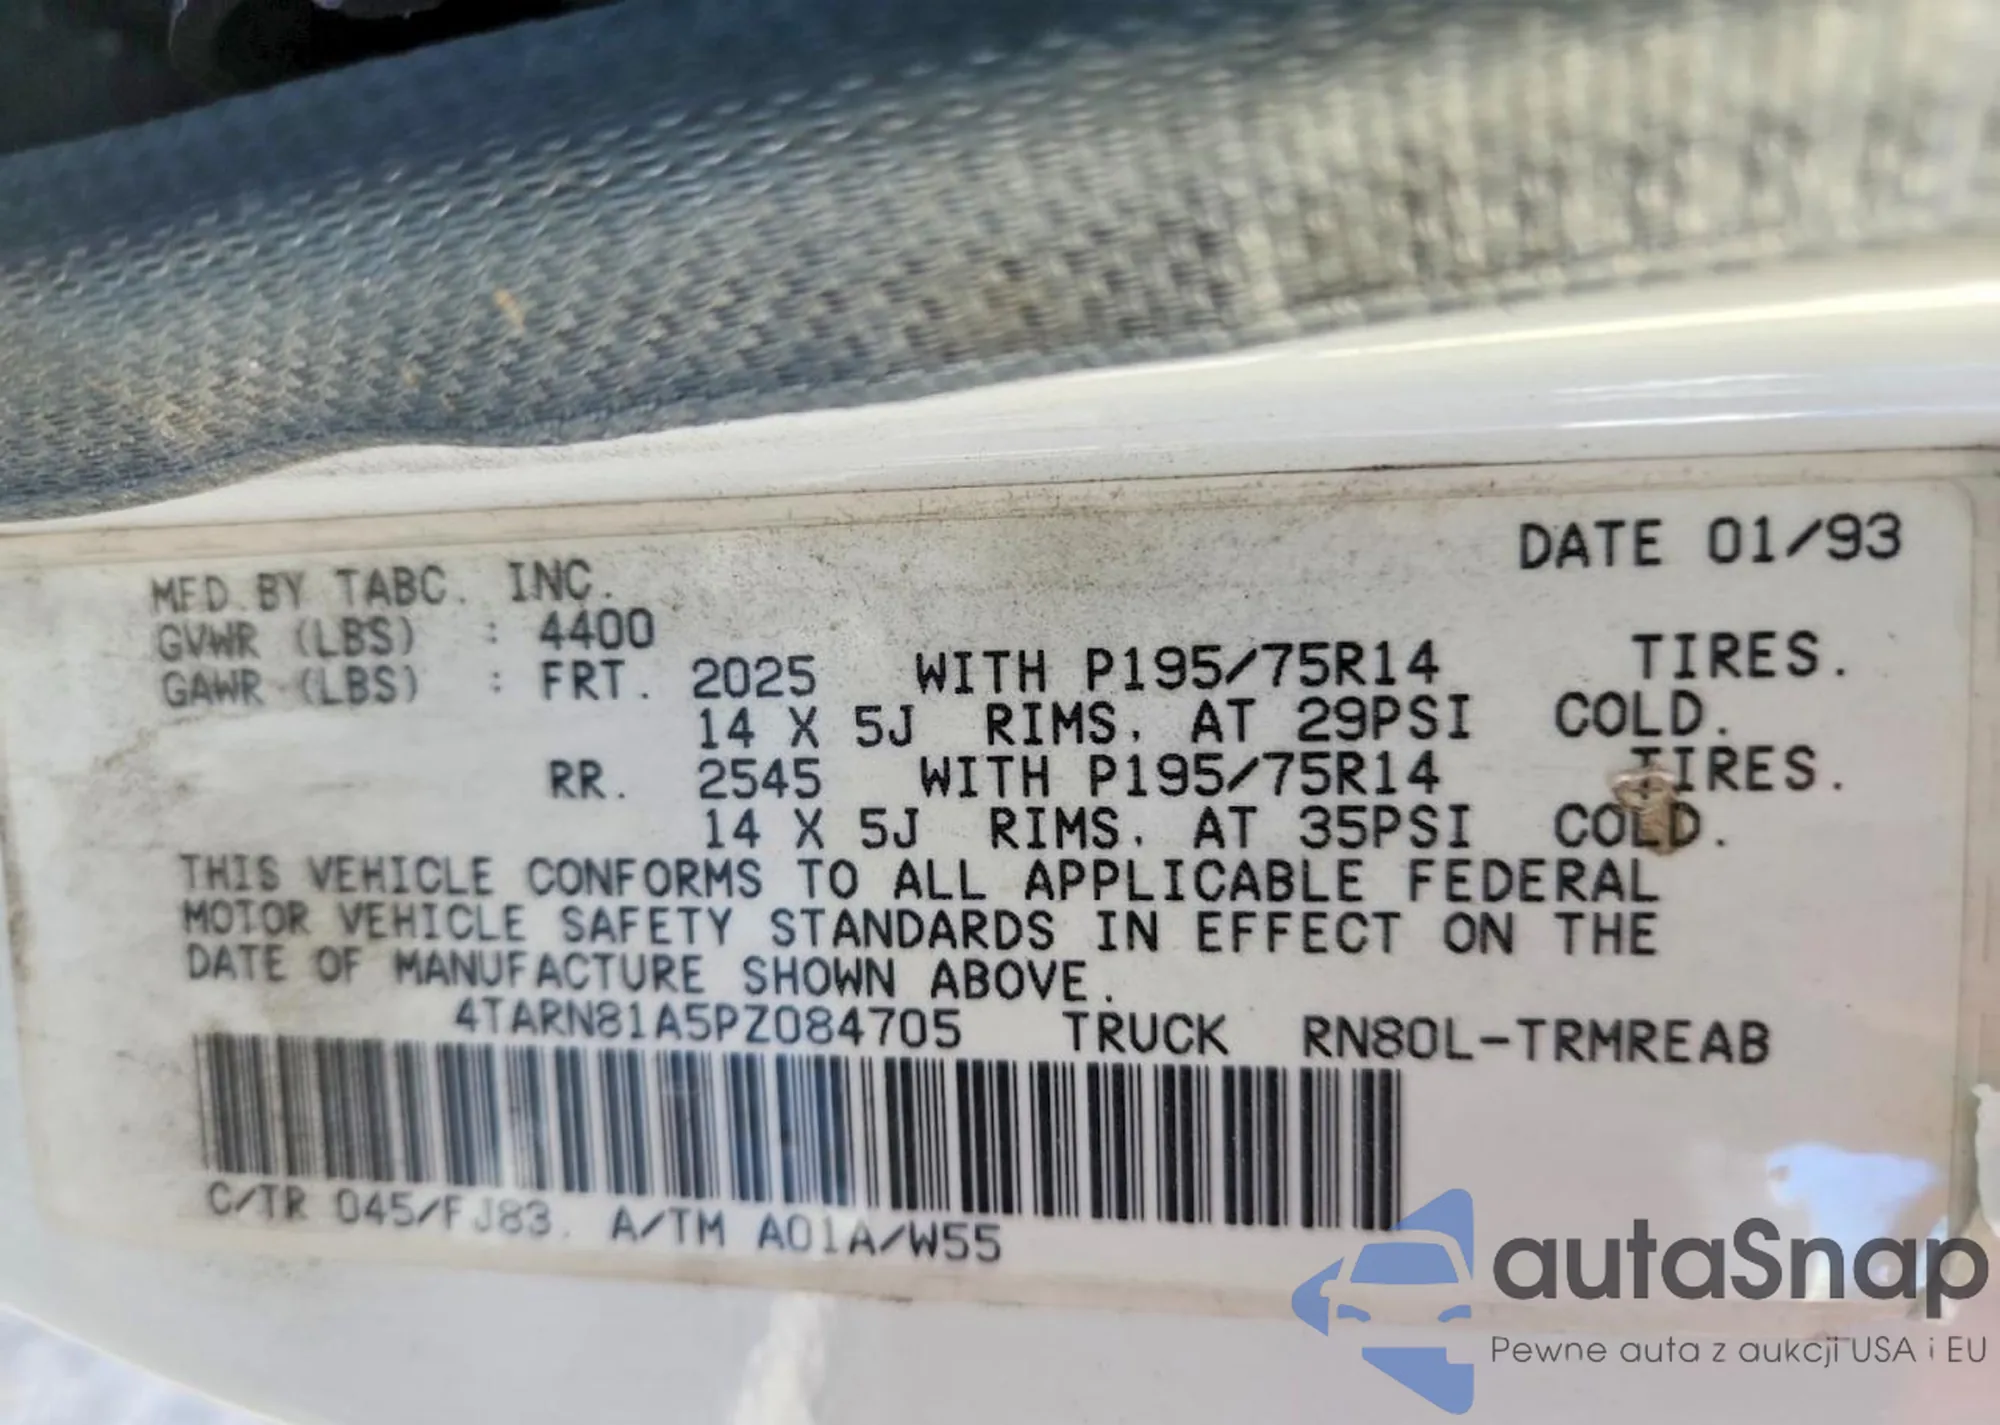 DATE 01/93
MFD.BY TABC. INC.
GVWR (LBS) : 4400
GAWR (LBS) : FRT. 2025 WITH P195/75R14 TIRES.
14 X 5J RIMS. AT 29PSI COLD.
RR. 2545 WITH P195/75R14 TIRES.
14 X 5J RIMS. AT 35PSI COLD.
THIS VEHICLE CONFORMS TO ALL APPLICABLE FEDERAL
MOTOR VEHICLE SAFETY STANDARDS IN EFFECT ON THE
DATE OF MANUFACTURE SHOWN ABOVE.
4TARN81A5PZ084705 TRUCK RN80L-TRMREAB
C/TR 045/FJ83. A/TM A01A/W55
autaSnap
Pewne auta z aukcji USA i EU